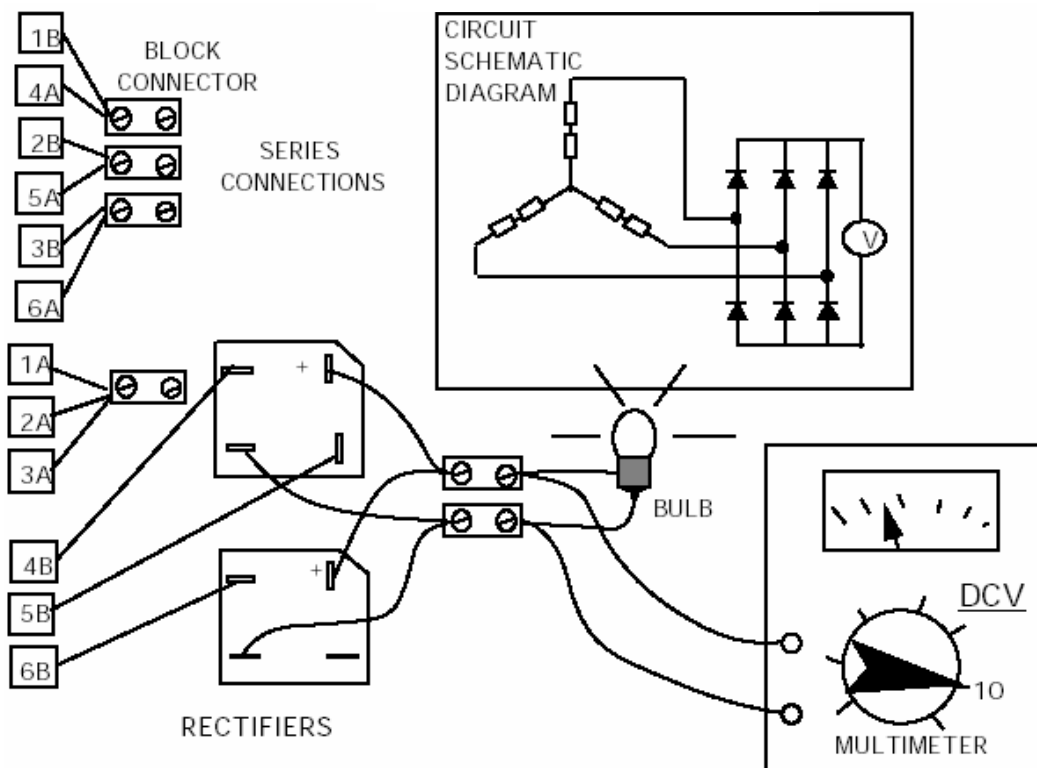 1B
4A
2B
5A
3B
6A
BLOCK
CONNECTOR
SERIES
CONNECTIONS
CIRCUIT
SCHEMATIC
DIAGRAM
V
1A
2A
3A
4B
5B
6B
+
+
RECTIFIERS
BULB
DCV
10
MULTIMETER